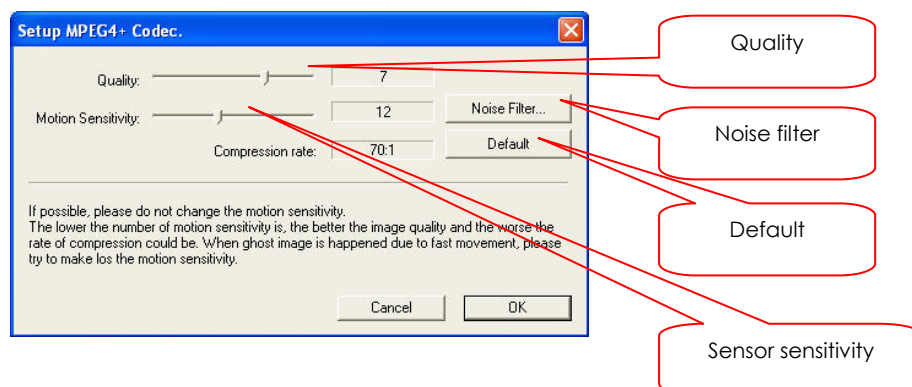 Setup MPEG4+ Codec.
Quality
Quality: 7
Motion Sensitivity: 12 Noise Filter...
Noise filter
Compression rate: 70:1 Default
Default
If possible, please do not change the motion sensitivity.
The lower the number of motion sensitivity is, the better the image quality and the worse the
rate of compression could be. When ghost image is happened due to fast movement, please
try to make los the motion sensitivity.
Cancel OK
Sensor sensitivity